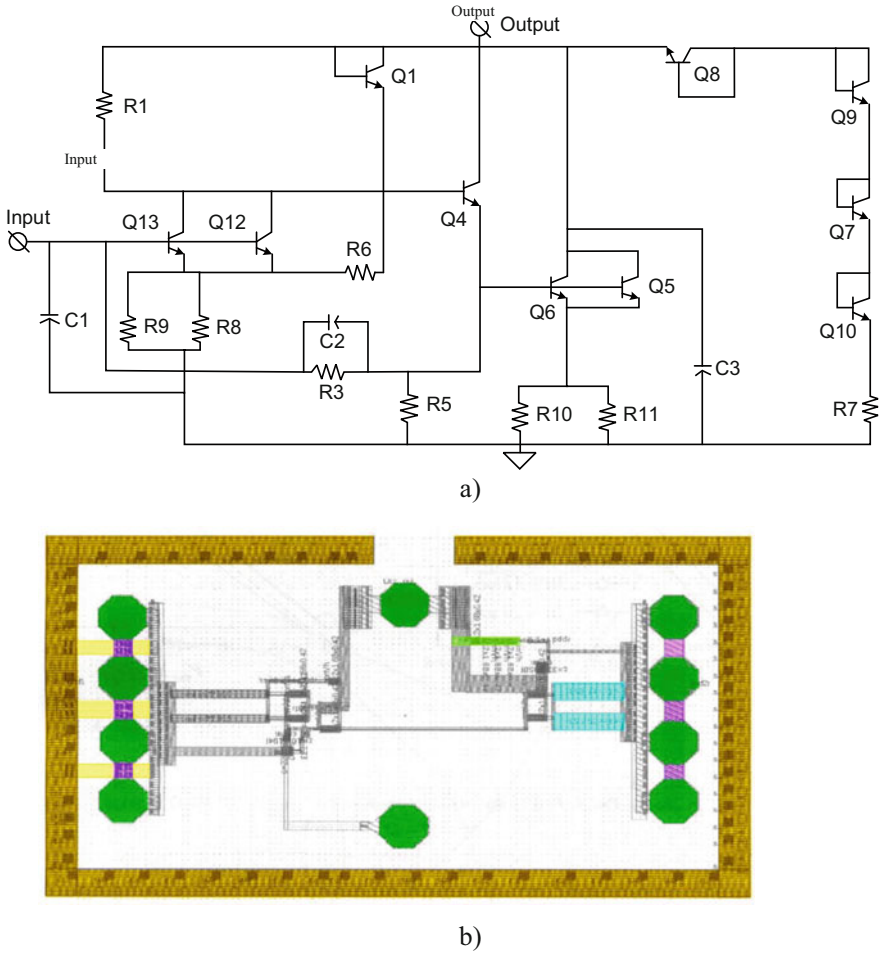 Output
Output
Q1
Q8
R1
Q9
Input
Q4
Input
Q13
Q12
Q7
R6
Q6
Q5
C1
R9
R8
C2
Q10
R3
C3
R5
R10
R11
R7
a)
b)